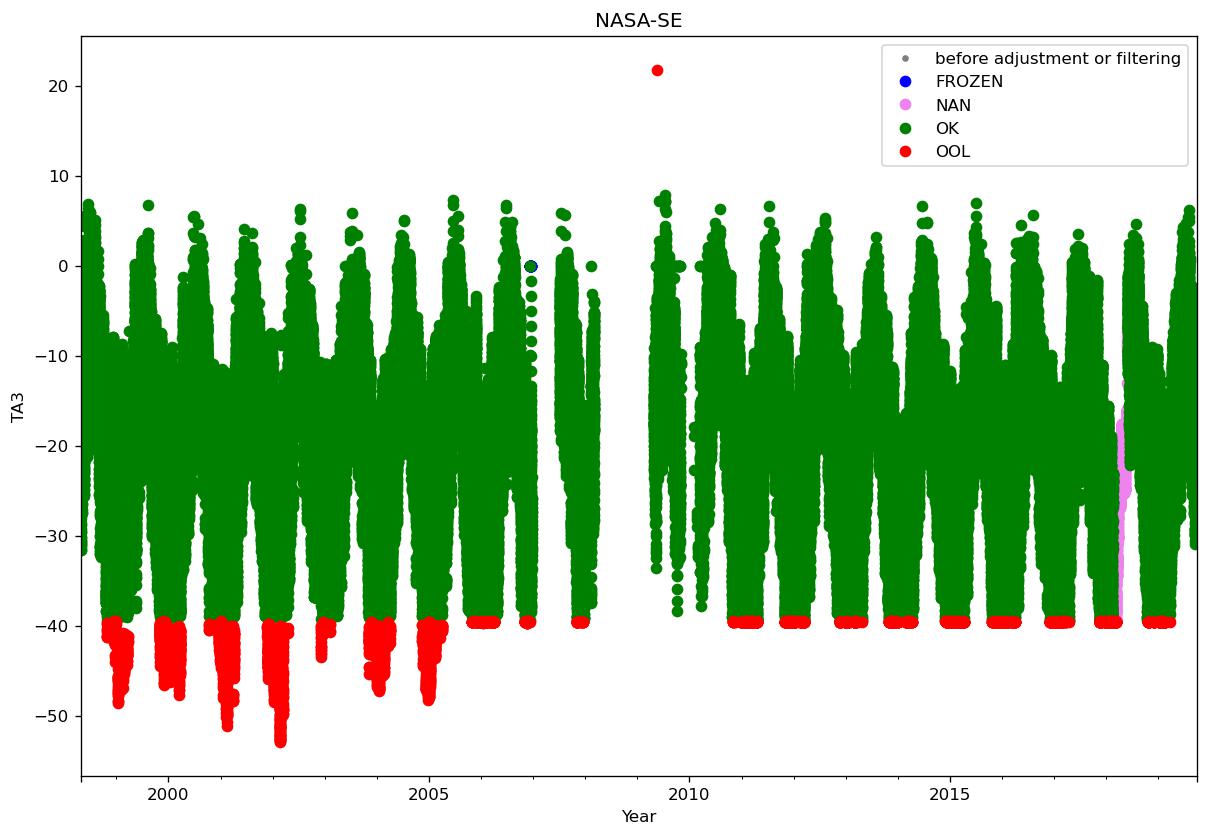 NASA-SE
before adjustment or filtering
FROZEN
NAN
OK
OOL
20
10
0
−10
−20
−30
−40
−50
TA3
2000 2005 2010 2015
Year